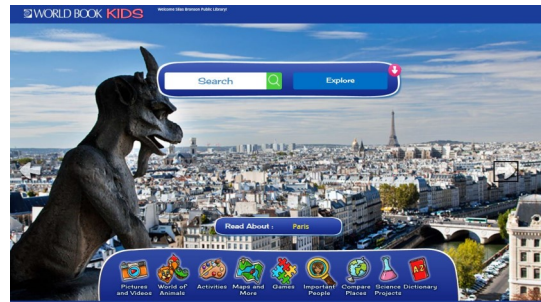 WORLD BOOK KIDS
Welcome Silas Bronson Public Library!
Search
Explore
Read About : Paris
Pictures and Videos
World of Animals
Activities
Maps and More
Games
Important People
Compare Places
Science Projects
Dictionary
A-Z